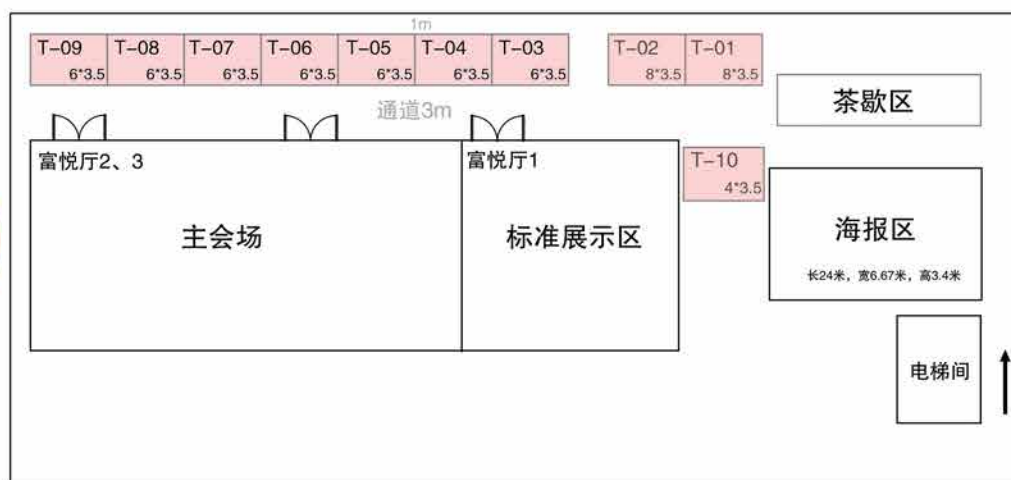 1m
T-09 T-08 T-07 T-06 T-05 T-04 T-03 T-02 T-01
6*3.5 6*3.5 6*3.5 6*3.5 6*3.5 6*3.5 6*3.5 8*3.5 8*3.5
茶歇区
通道3m
富悦厅2、3
富悦厅1
T-10
4*3.5
主会场
标准展示区
海报区
长24米，宽6.67米，高3.4米
电梯间